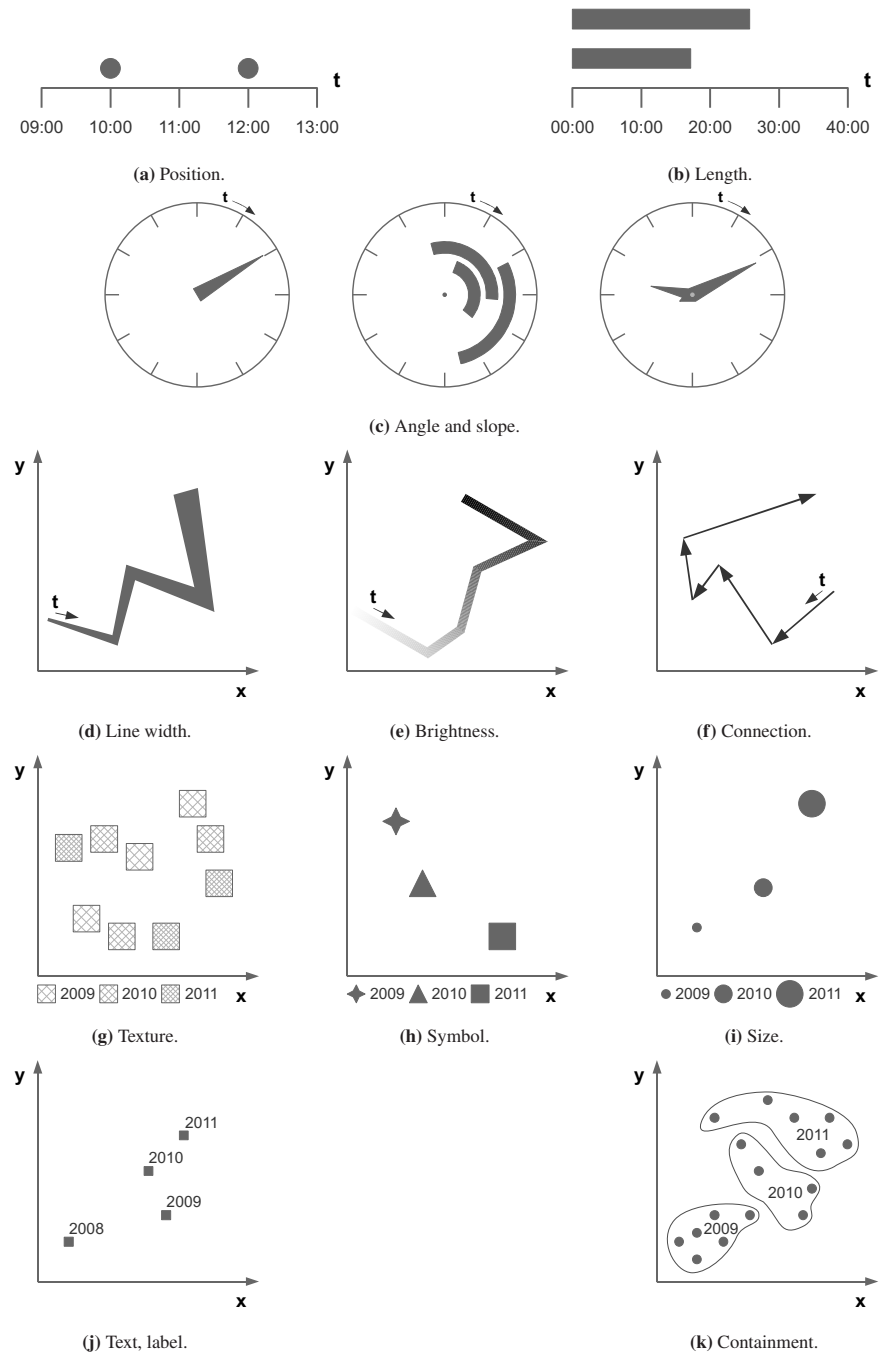 t t
09:00 10:00 11:00 12:00 13:00 00:00 10:00 20:00 30:00 40:00
(a) Position. (b) Length.
t t t
(c) Angle and slope.
y y y
t t t
x x x
(d) Line width. (e) Brightness. (f) Connection.
y y y
2009 2010 2011 x 2009 2010 2011 x 2009 2010 2011 x
(g) Texture. (h) Symbol. (i) Size.
y y
2011 2011
2010 2010
2009 2009
2008
x x
(j) Text, label. (k) Containment.